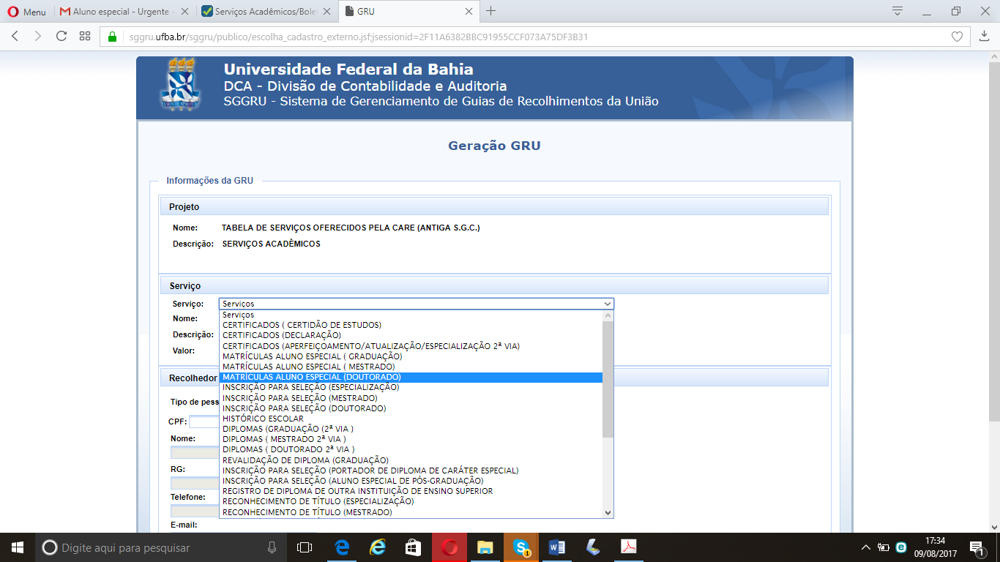 Menu
Aluno especial - Urgente -
Serviços Acadêmicos/Bole
GRU
sggru.ufba.br/sggru/publico/escolha_cadastro_externo.jsf;jsessionid=2F11A6382BBC91955CCF073A75DF3B31
Universidade Federal da Bahia
DCA - Divisão de Contabilidade e Auditoria
SGGRU - Sistema de Gerenciamento de Guias de Recolhimentos da União
Geração GRU
Informações da GRU
Projeto
Nome: TABELA DE SERVIÇOS OFERECIDOS PELA CARE (ANTIGA S.G.C.)
Descrição: SERVIÇOS ACADÊMICOS
Serviço
Serviço: Serviços
Nome: Serviços
CERTIFICADOS ( CERTIDÃO DE ESTUDOS)
Descrição: CERTIFICADOS (DECLARAÇÃO)
CERTIFICADOS (APERFEIÇOAMENTO/ATUALIZAÇÃO/ESPECIALIZAÇÃO 2ª VIA)
Valor: MATRÍCULAS ALUNO ESPECIAL ( GRADUAÇÃO)
MATRÍCULAS ALUNO ESPECIAL ( MESTRADO)
Recolhedor MATRÍCULAS ALUNO ESPECIAL (DOUTORADO)
INSCRIÇÃO PARA SELEÇÃO (ESPECIALIZAÇÃO)
Tipo de pess INSCRIÇÃO PARA SELEÇÃO (MESTRADO)
INSCRIÇÃO PARA SELEÇÃO (DOUTORADO)
CPF: HISTÓRICO ESCOLAR
DIPLOMAS (GRADUAÇÃO (2ª VIA )
Nome: DIPLOMAS ( MESTRADO 2ª VIA )
DIPLOMAS ( DOUTORADO 2ª VIA )
REVALIDAÇÃO DE DIPLOMA (GRADUAÇÃO)
RG: INSCRIÇÃO PARA SELEÇÃO (PORTADOR DE DIPLOMA DE CARÁTER ESPECIAL)
INSCRIÇÃO PARA SELEÇÃO (ALUNO ESPECIAL DE PÓS-GRADUAÇÃO)
REGISTRO DE DIPLOMA DE OUTRA INSTITUIÇÃO DE ENSINO SUPERIOR
Telefone: RECONHECIMENTO DE TÍTULO (ESPECIALIZAÇÃO)
RECONHECIMENTO DE TÍTULO (MESTRADO)
E-mail:
Digite aqui para pesquisar
1
17:34
09/08/2017
1